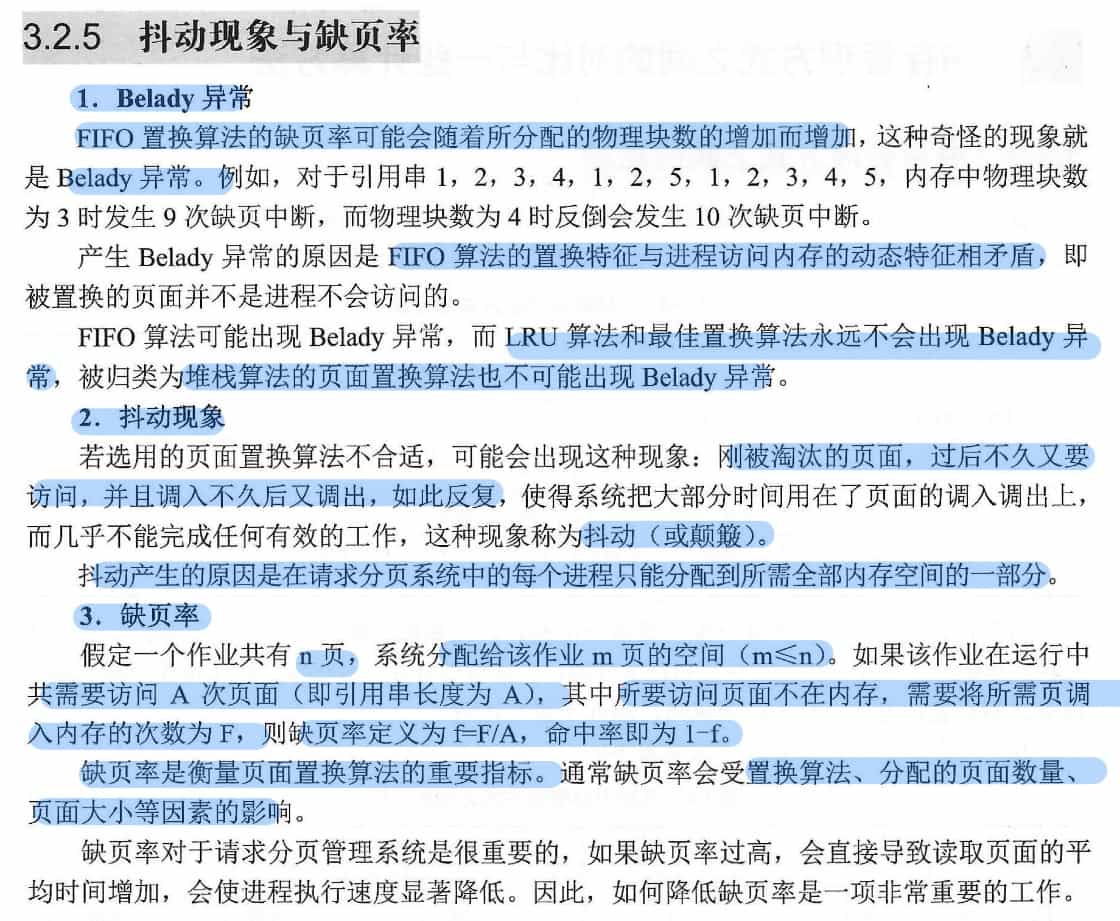 3.2.5 抖动现象与缺页率
1．Belady 异常
FIFO 置换算法的缺页率可能会随着所分配的物理块数的增加而增加，这种奇怪的现象就
是 Belady 异常。例如，对于引用串 1，2，3，4，1，2，5，1，2，3，4，5，内存中物理块数
为 3 时发生 9 次缺页中断，而物理块数为 4 时反倒会发生 10 次缺页中断。
产生 Belady 异常的原因是 FIFO 算法的置换特征与进程访问内存的动态特征相矛盾，即
被置换的页面并不是进程不会访问的。
FIFO 算法可能出现 Belady 异常，而 LRU 算法和最佳置换算法永远不会出现 Belady 异
常，被归类为堆栈算法的页面置换算法也不可能出现 Belady 异常。
2．抖动现象
若选用的页面置换算法不合适，可能会出现这种现象：刚被淘汰的页面，过后不久又要
访问，并且调入不久后又调出，如此反复，使得系统把大部分时间用在了页面的调入调出上，
而几乎不能完成任何有效的工作，这种现象称为抖动（或颠簸）。
抖动产生的原因是在请求分页系统中的每个进程只能分配到所需全部内存空间的一部分。
3．缺页率
假定一个作业共有 n 页，系统分配给该作业 m 页的空间（m≤n）。如果该作业在运行中
共需要访问 A 次页面（即引用串长度为 A），其中所要访问页面不在内存，需要将所需页调
入内存的次数为 F，则缺页率定义为 f=F/A，命中率即为 1-f。
缺页率是衡量页面置换算法的重要指标。通常缺页率会受置换算法、分配的页面数量、
页面大小等因素的影响。
缺页率对于请求分页管理系统是很重要的，如果缺页率过高，会直接导致读取页面的平
均时间增加，会使进程执行速度显著降低。因此，如何降低缺页率是一项非常重要的工作。